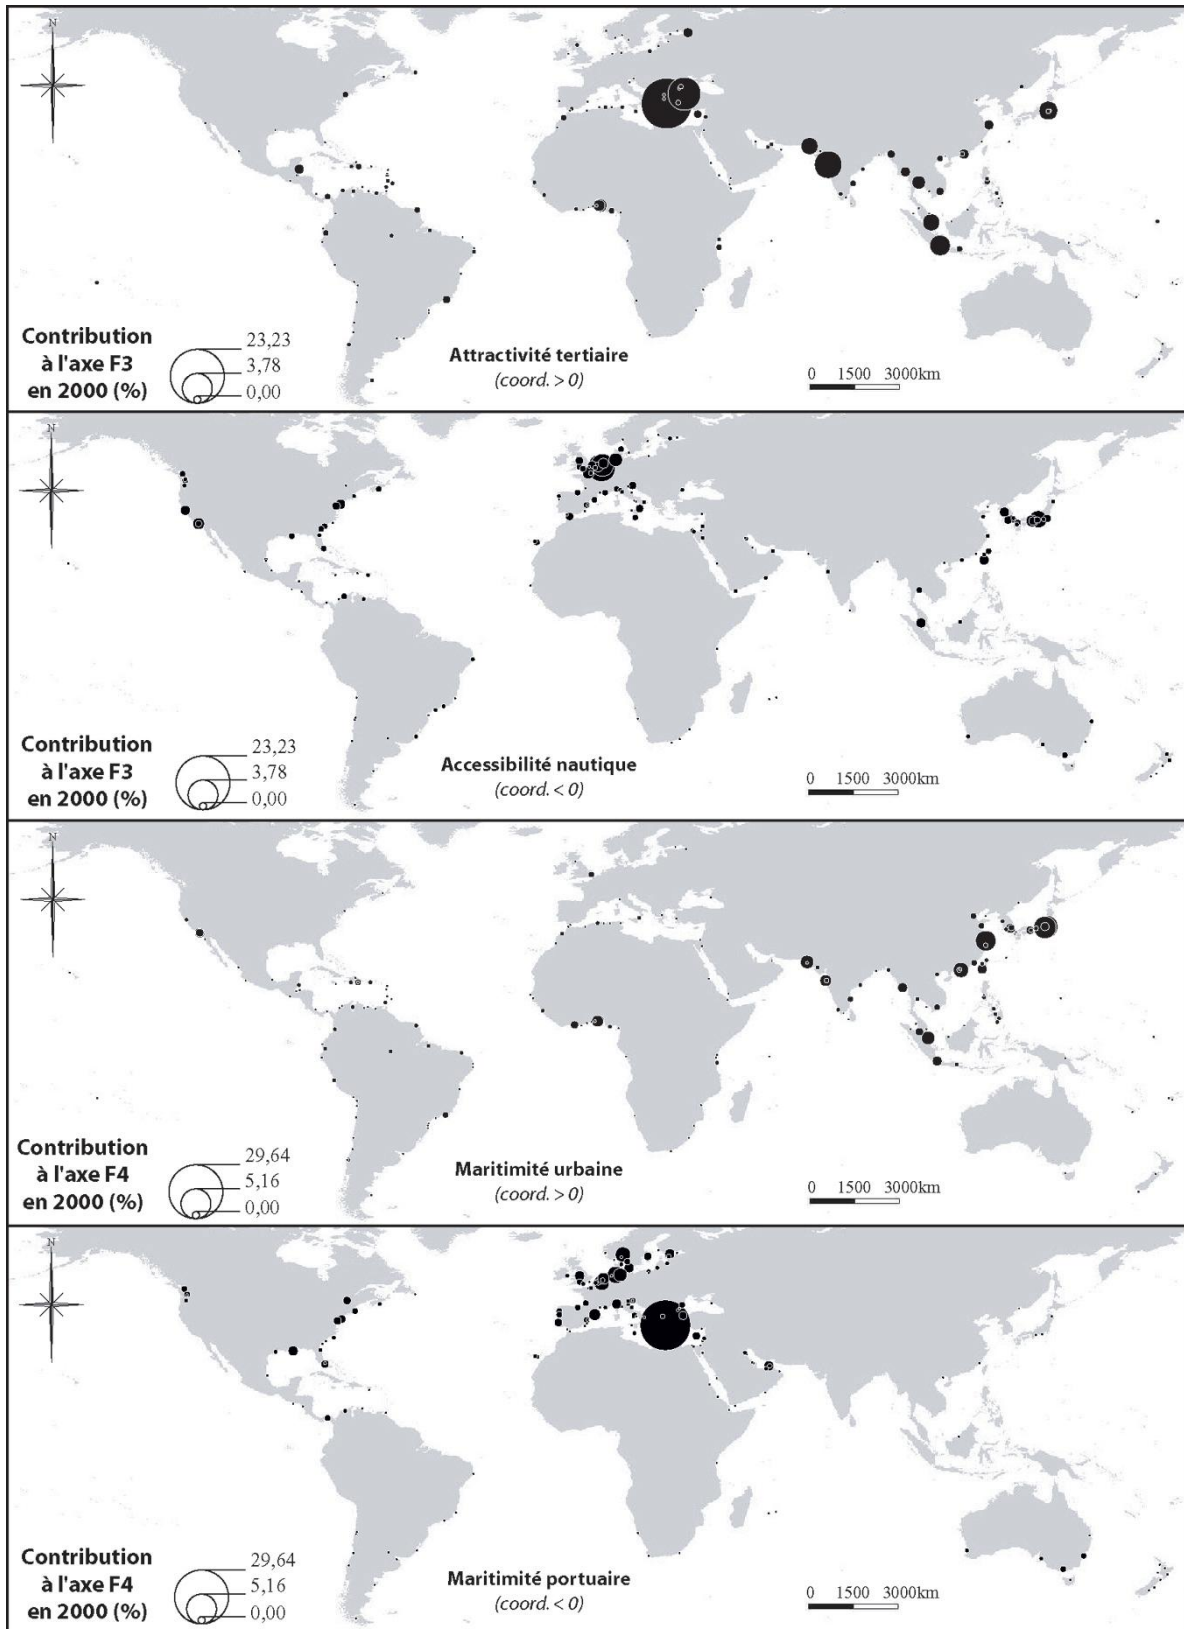 N
Contribution
à l'axe F3
en 2000 (%)
23,23
3,78
0,00
Attractivité tertiaire
(coord. > 0)
0 1500 3000km
N
Contribution
à l'axe F3
en 2000 (%)
23,23
3,78
0,00
Accessibilité nautique
(coord. < 0)
0 1500 3000km
N
Contribution
à l'axe F4
en 2000 (%)
29,64
5,16
0,00
Maritimité urbaine
(coord. > 0)
0 1500 3000km
N
Contribution
à l'axe F4
en 2000 (%)
29,64
5,16
0,00
Maritimité portuaire
(coord. < 0)
0 1500 3000km